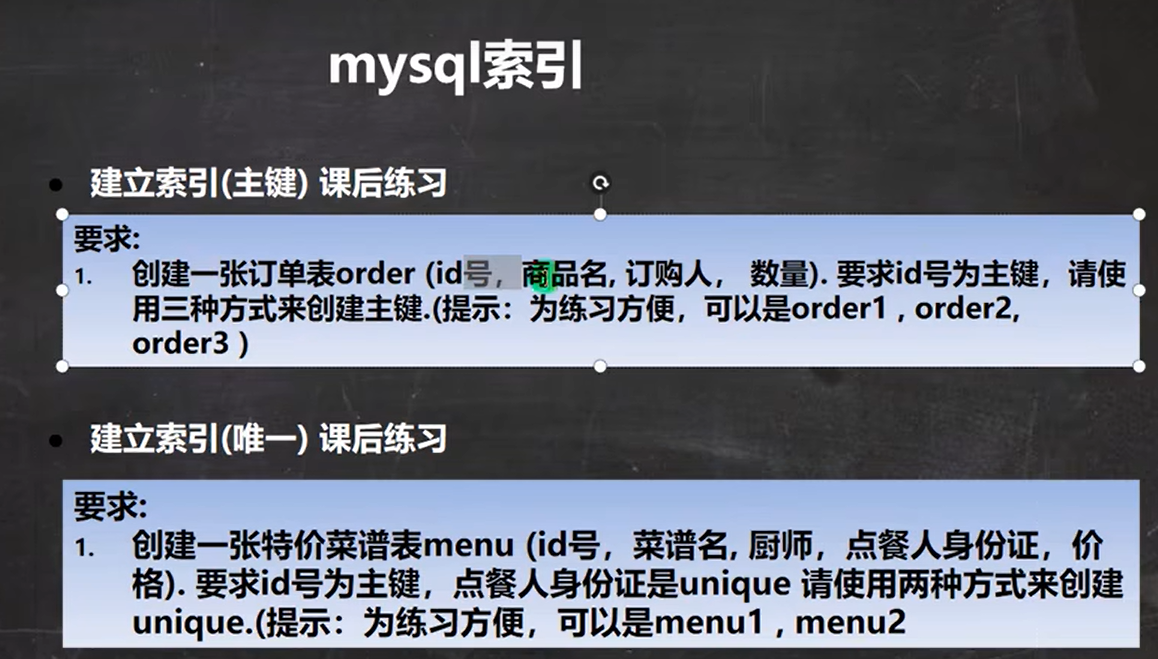 mysql索引
建立索引(主键) 课后练习
要求:
1. 创建一张订单表order (id号，商品名, 订购人， 数量). 要求id号为主键，请使
用三种方式来创建主键.(提示：为练习方便，可以是order1 , order2,
order3 )
建立索引(唯一) 课后练习
要求:
1. 创建一张特价菜谱表menu (id号，菜谱名, 厨师，点餐人身份证，价
格). 要求id号为主键，点餐人身份证是unique 请使用两种方式来创建
unique.(提示：为练习方便，可以是menu1 , menu2